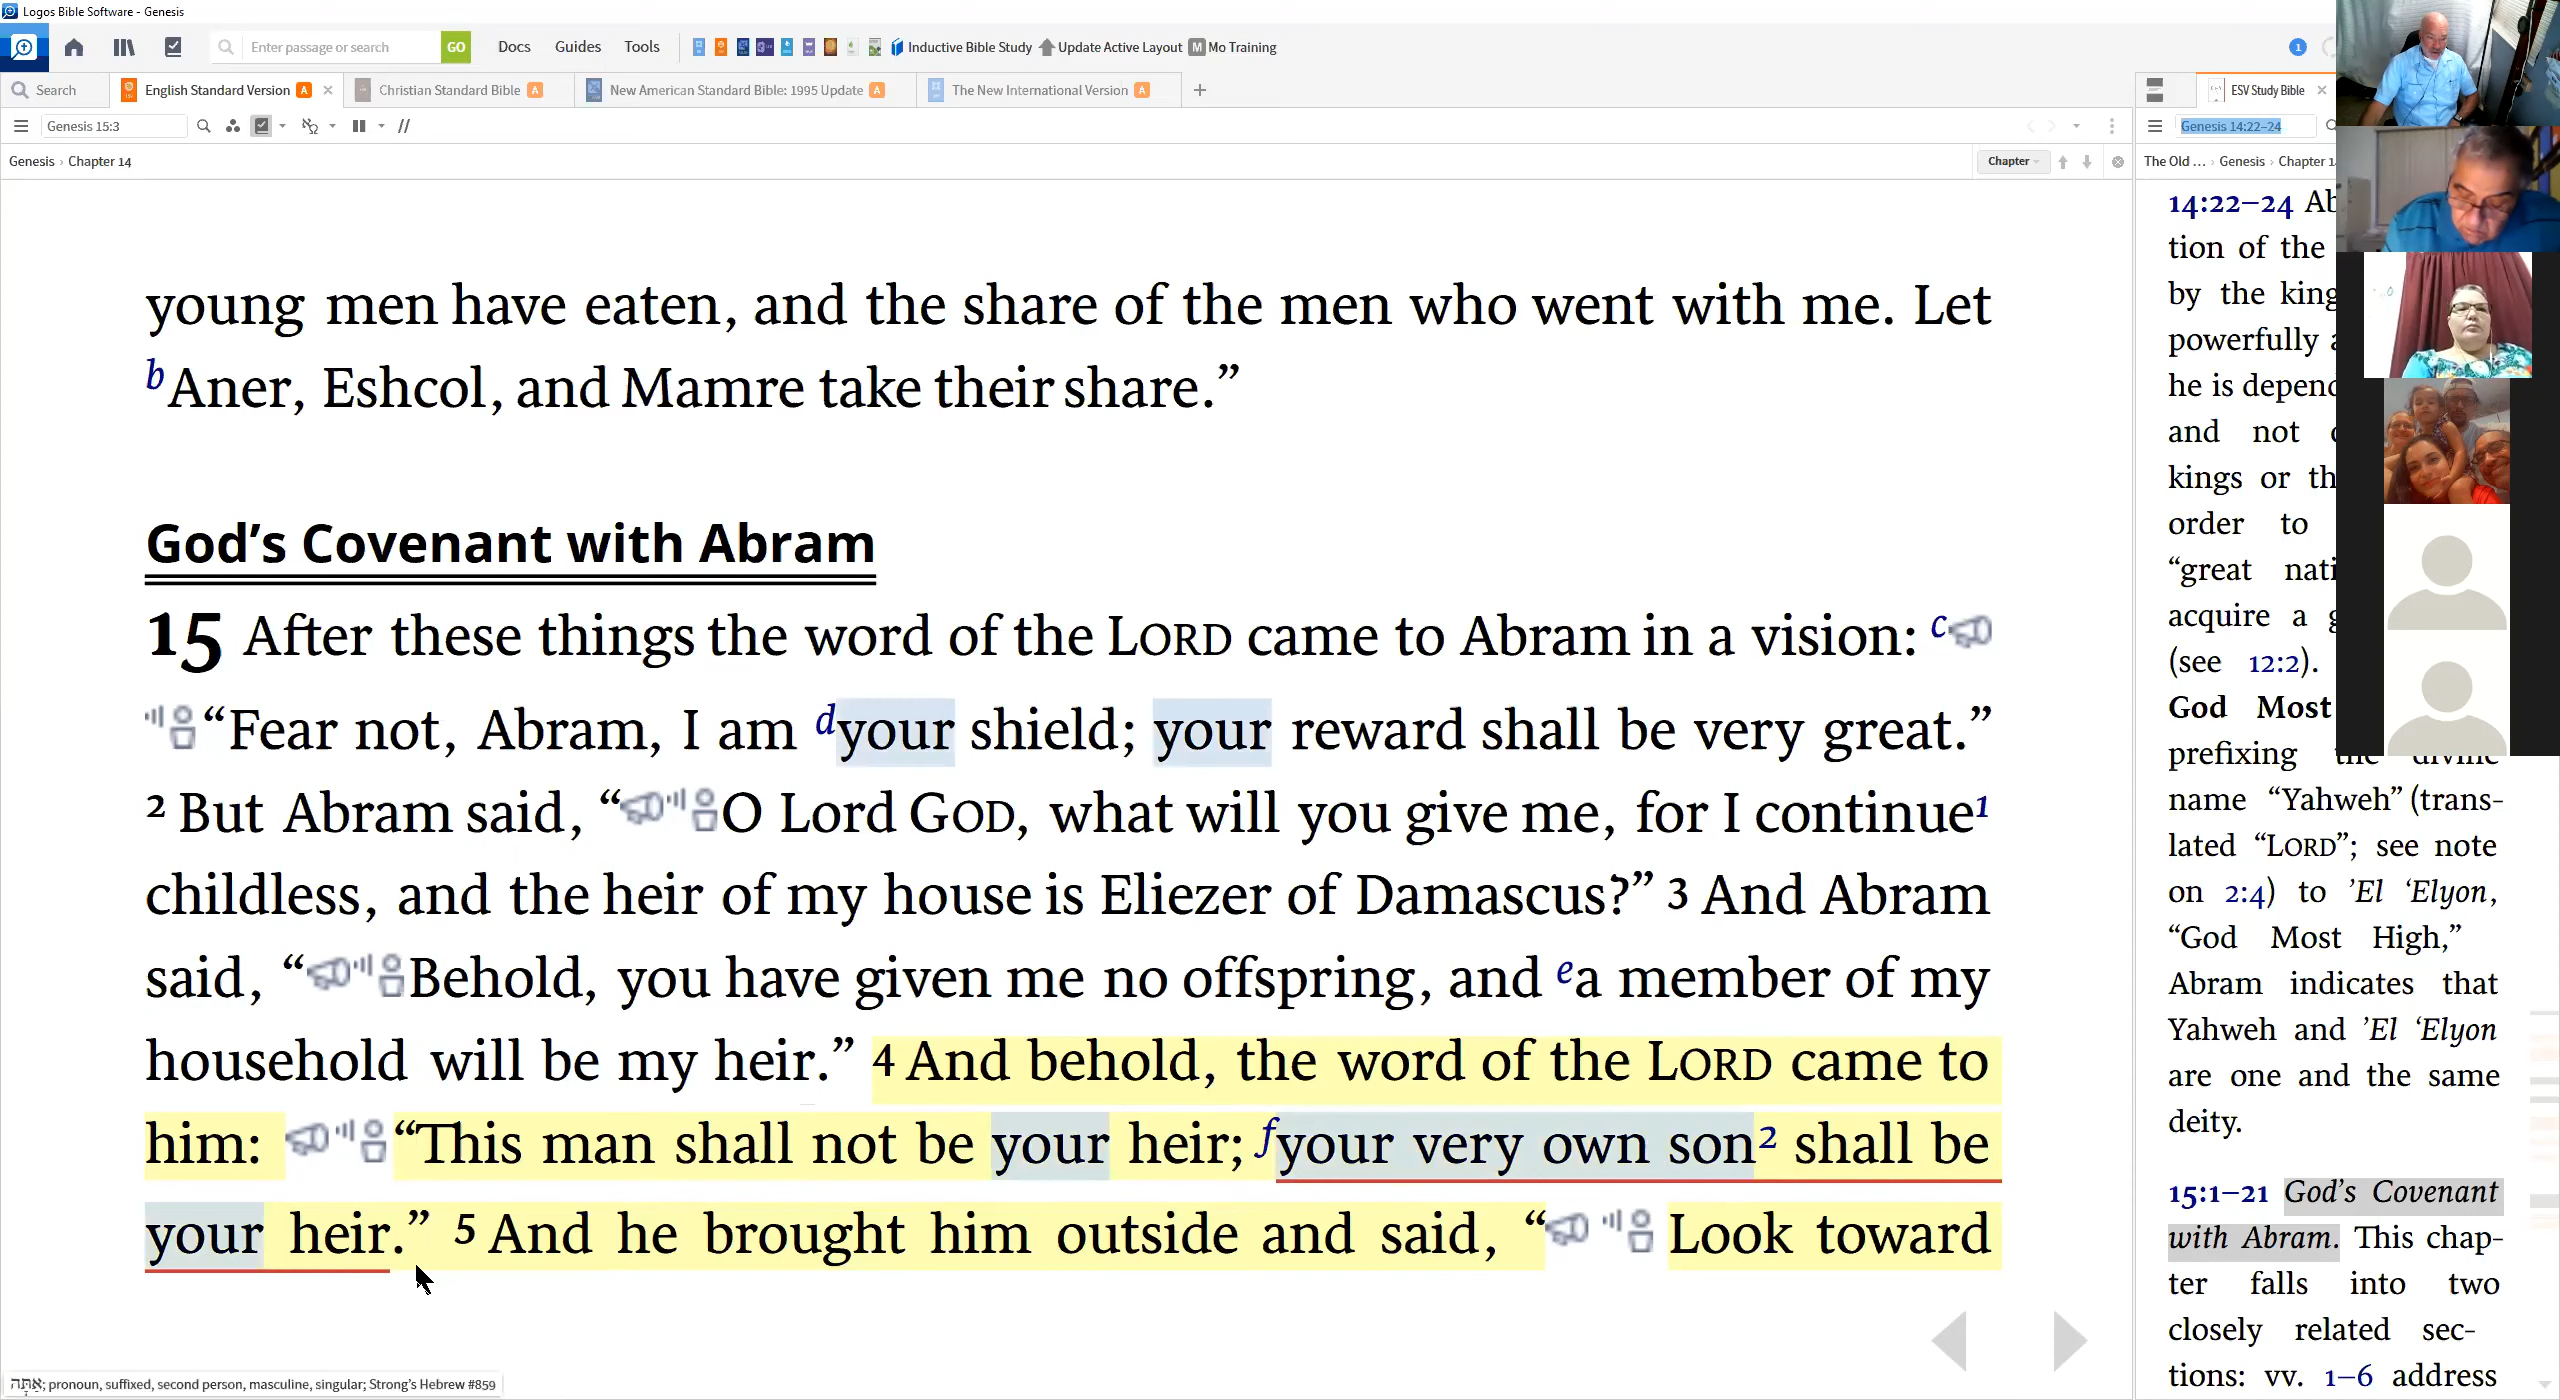 Logos Bible Software - Genesis
Enter passage or search GO Docs Guides Tools Inductive Bible Study Update Active Layout M Mo Training 1
Search English Standard Version A Christian Standard Bible A New American Standard Bible: 1995 Update A The New International Version A
Genesis 15:3
Genesis › Chapter 14 Chapter
young men have eaten, and the share of the men who went with me. Let
b Aner, Eshcol, and Mamre take their share.”
God’s Covenant with Abram
15 After these things the word of the LORD came to Abram in a vision: c
“Fear not, Abram, I am d your shield; your reward shall be very great.”
2 But Abram said, “O Lord GOD, what will you give me, for I continue1
childless, and the heir of my house is Eliezer of Damascus?” 3 And Abram
said, “Behold, you have given me no offspring, and e a member of my
household will be my heir.” 4 And behold, the word of the LORD came to
him: “This man shall not be your heir; f your very own son2 shall be
your heir.” 5 And he brought him outside and said, “Look toward
אַתָּה; pronoun, suffixed, second person, masculine, singular; Strong’s Hebrew #859
ESV Study Bible
Genesis 14:22–24
The Old ... › Genesis › Chapter 1
14:22–24
tion of the
by the king
powerfully
he is depend
and not
kings or th
order to
“great nati
acquire a
(see 12:2).
God Most
prefixing the divine
name “Yahweh” (trans-
lated “LORD”; see note
on 2:4) to ’El ‘Elyon,
“God Most High,”
Abram indicates that
Yahweh and ’El ‘Elyon
are one and the same
deity.
15:1–21 God’s Covenant
with Abram. This chap-
ter falls into two
closely related sec-
tions: vv. 1–6 address